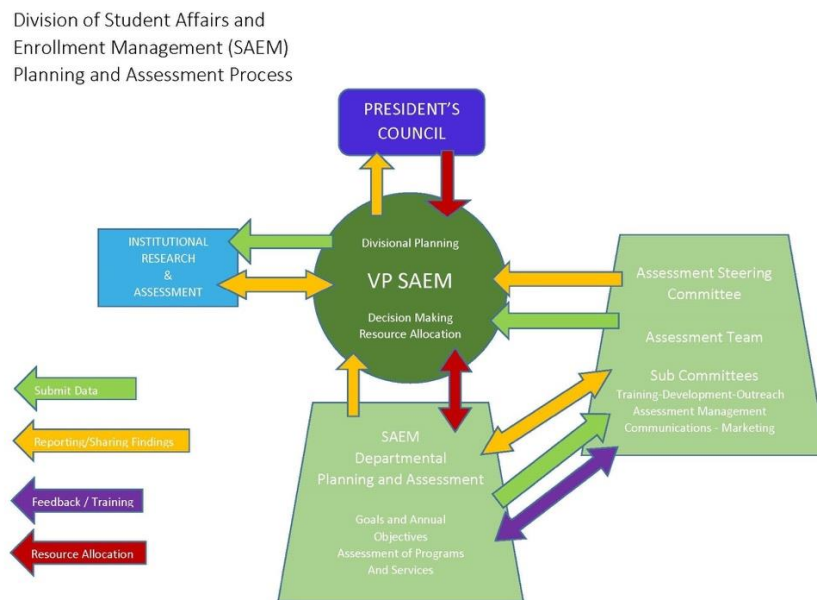 Division of Student Affairs and
Enrollment Management (SAEM)
Planning and Assessment Process
PRESIDENT'S
COUNCIL
INSTITUTIONAL
RESEARCH
&
ASSESSMENT
Divisional Planning
VP SAEM
Decision Making
Resource Allocation
Assessment Steering
Committee
Assessment Team
Sub Committees
Training-Development-Outreach
Assessment Management
Communications - Marketing
SAEM
Departmental
Planning and Assessment
Goals and Annual
Objectives
Assessment of Programs
And Services
Submit Data
Reporting/Sharing Findings
Feedback / Training
Resource Allocation